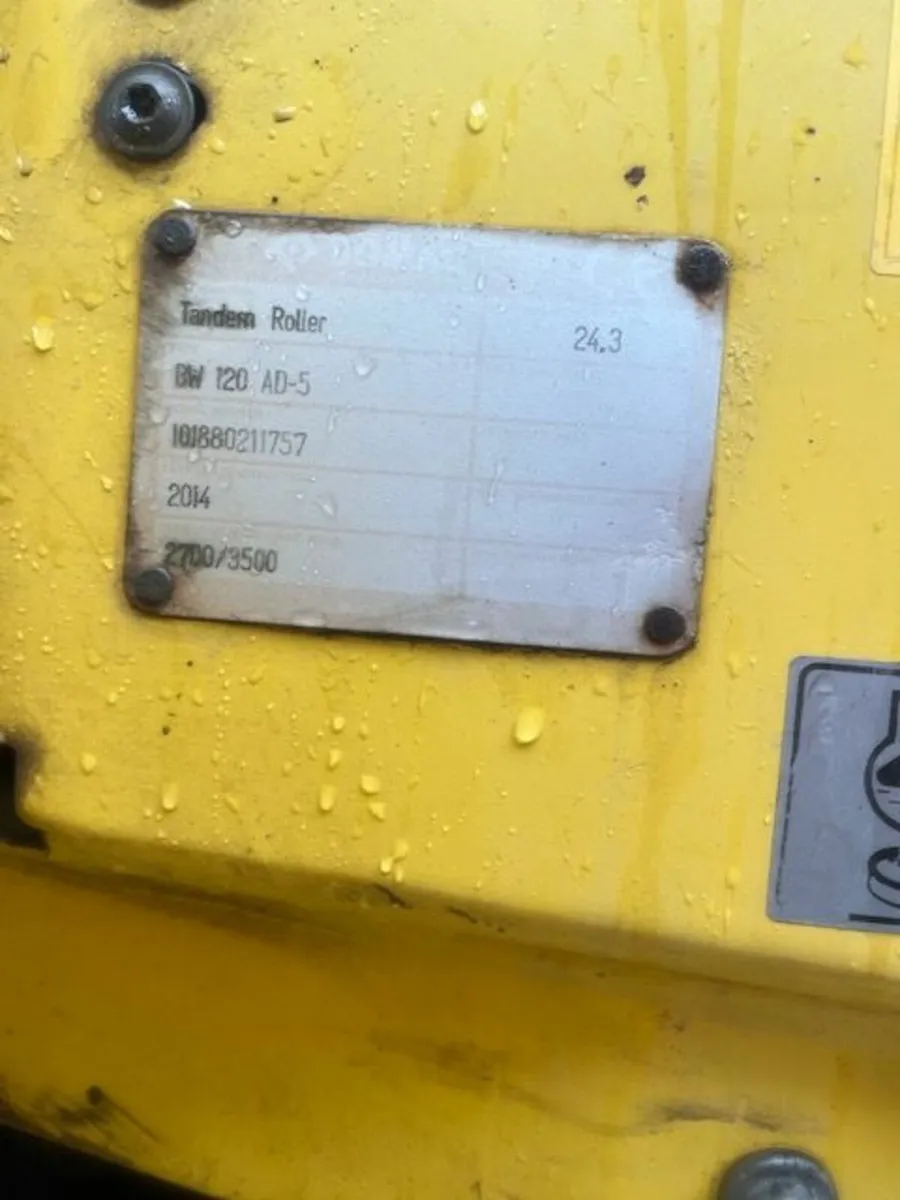 Tandem Roller
24.3
BW 120 AD-5
101880211757
2014
2700/3500